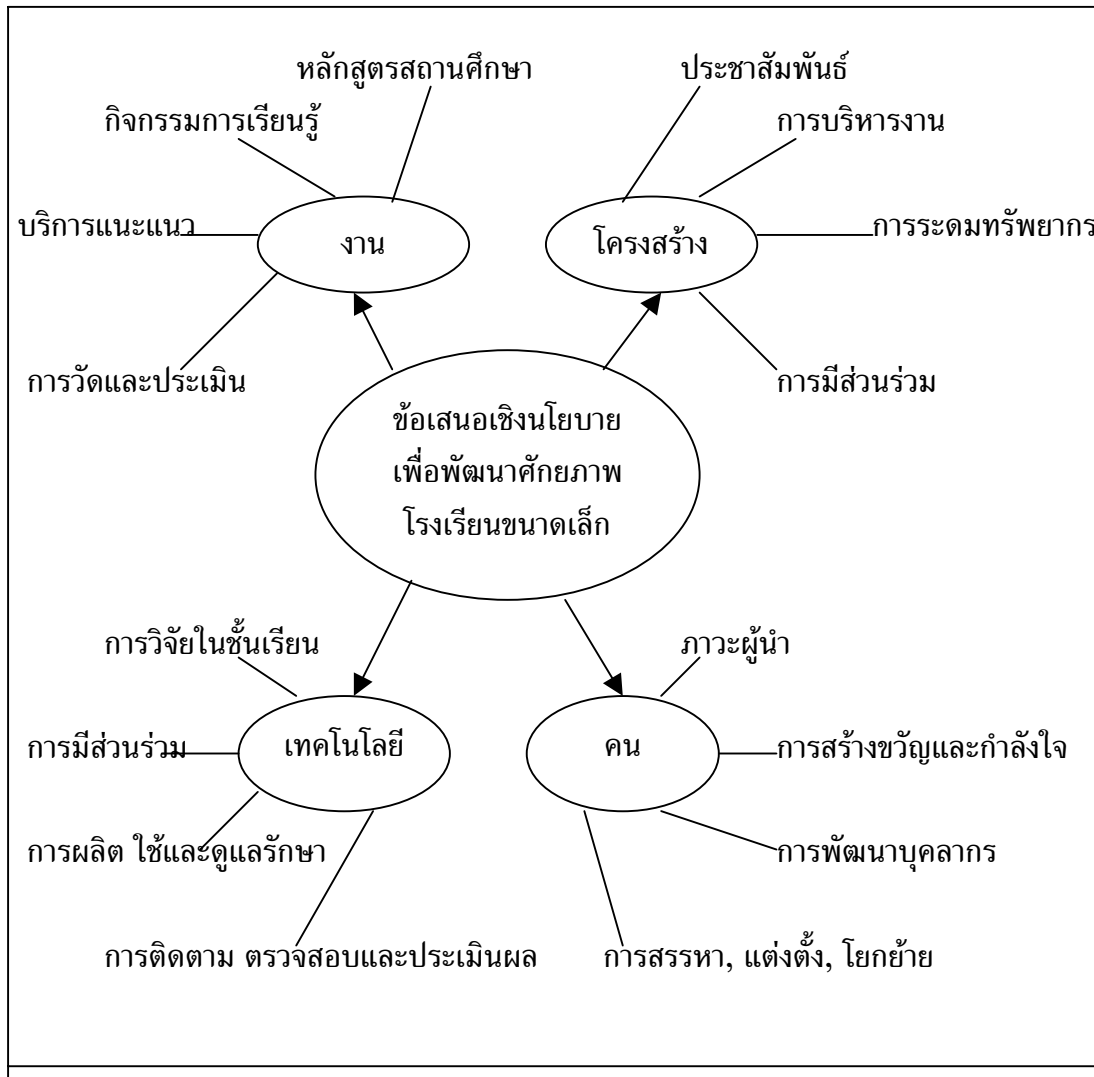 หลักสูตรสถานศึกษา
ประชาสัมพันธ์
กิจกรรมการเรียนรู้
การบริหารงาน
บริการแนะแนว
งาน
โครงสร้าง
การระดมทรัพยากร
การวัดและประเมิน
การมีส่วนร่วม
ข้อเสนอเชิงนโยบาย
เพื่อพัฒนาศักยภาพ
โรงเรียนขนาดเล็ก
การวิจัยในชั้นเรียน
ภาวะผู้นำ
การมีส่วนร่วม
เทคโนโลยี
คน
การสร้างขวัญและกำลังใจ
การผลิต ใช้และดูแลรักษา
การพัฒนาบุคลากร
การติดตาม ตรวจสอบและประเมินผล
การสรรหา, แต่งตั้ง, โยกย้าย